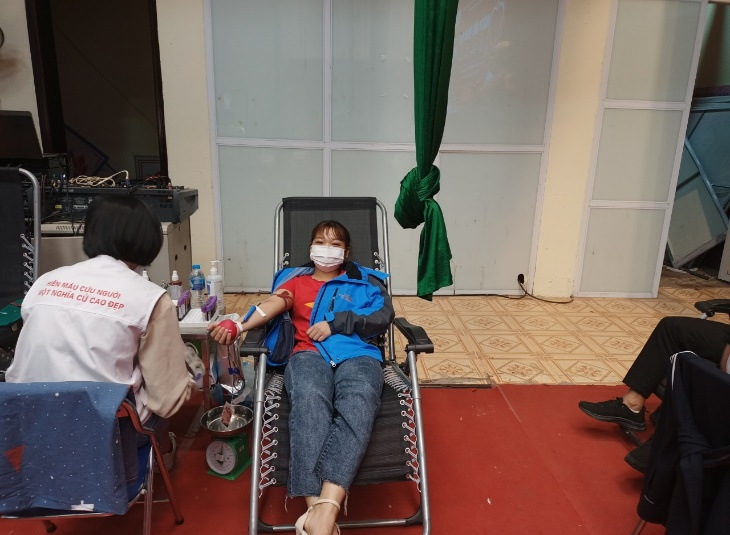 HIẾN MÁU CỨU NGƯỜI
MỘT NGHĨA CỬ CAO ĐẸP